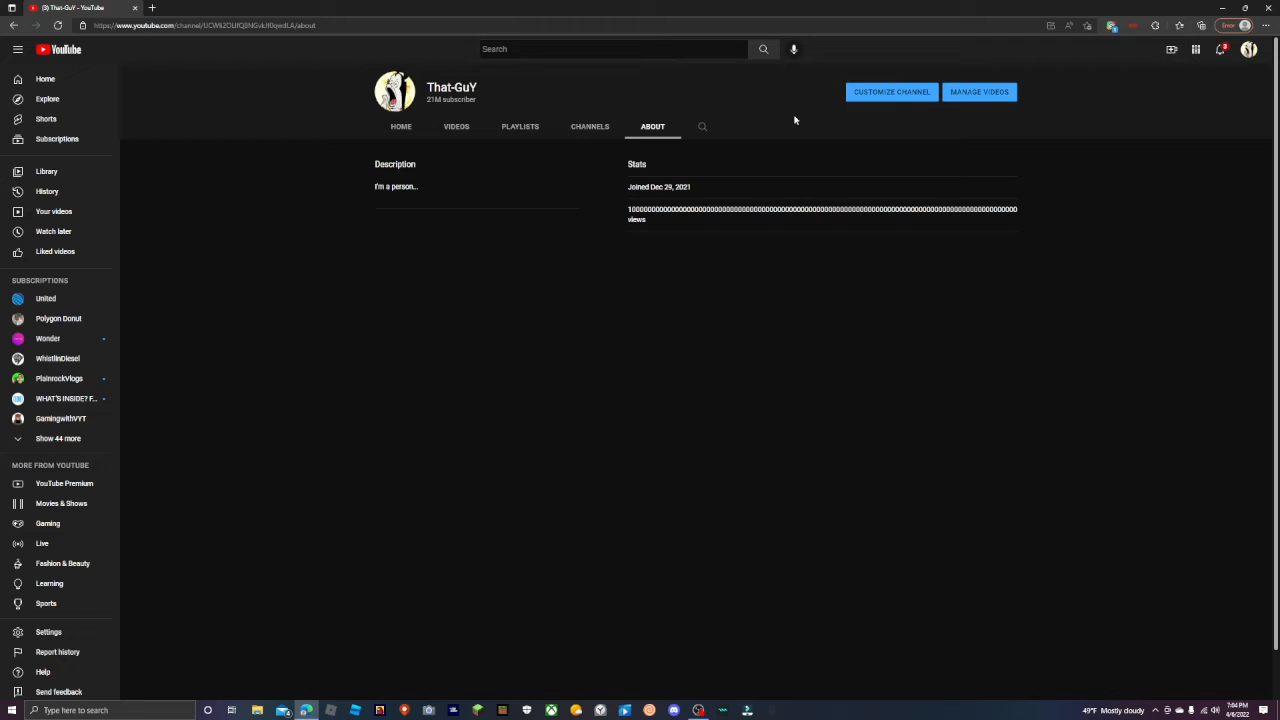 (3) That-GuY - YouTube
YouTube
Search
3
Error
Home
Explore
Shorts
Subscriptions
Library
History
Your videos
Watch later
Liked videos
SUBSCRIPTIONS
United
Polygon Donut
Wonder
WhistlinDiesel
PlainrockVlogs
WHAT'S INSIDE? F...
GamingwithVYT
Show 44 more
MORE FROM YOUTUBE
YouTube Premium
Movies & Shows
Gaming
Live
Fashion & Beauty
Learning
Sports
Settings
Report history
Help
Send feedback
That-GuY
21M subscriber
CUSTOMIZE CHANNEL
MANAGE VIDEOS
HOME
VIDEOS
PLAYLISTS
CHANNELS
ABOUT
Description
I'm a person...
Stats
Joined Dec 29, 2021
views
Type here to search
49°F Mostly cloudy
7:04 PM
4/6/2022